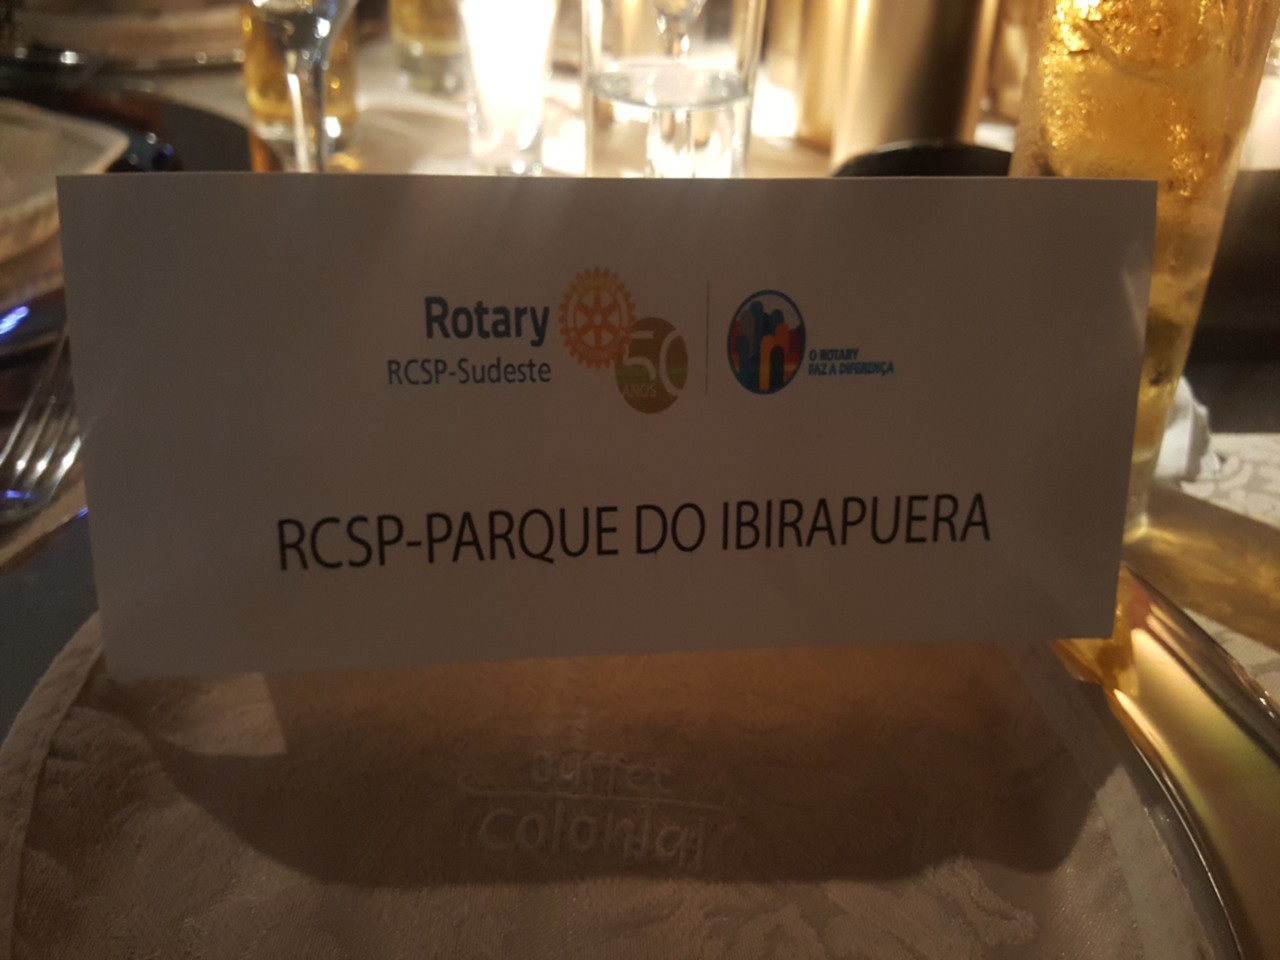 Rotary
RCSP-Sudeste
50
ANOS
O ROTARY
FAZ A DIFERENÇA
RCSP-PARQUE DO IBIRAPUERA
Buffet
Colonial